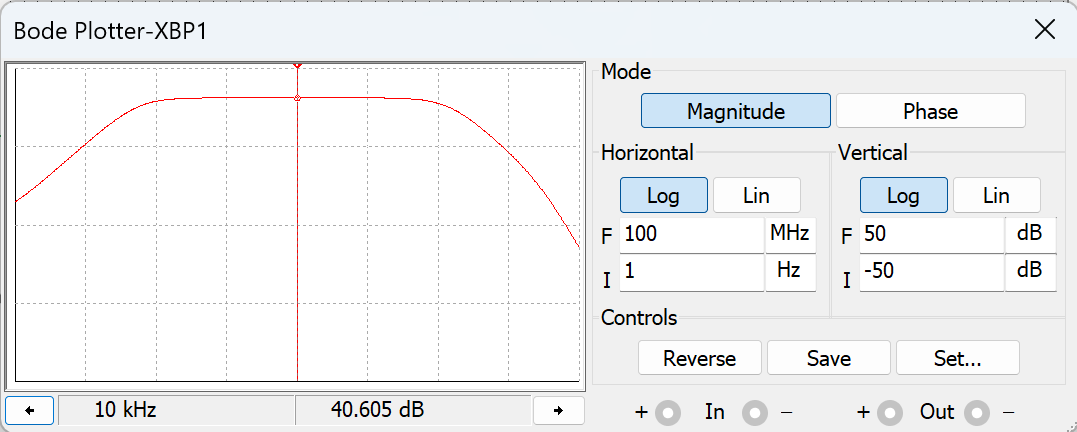 Bode Plotter-XBP1
Mode
Magnitude Phase
Horizontal Vertical
Log Lin Log Lin
F 100 MHz F 50 dB
I 1 Hz I -50 dB
Controls
Reverse Save Set...
10 kHz 40.605 dB
+ In − + Out −